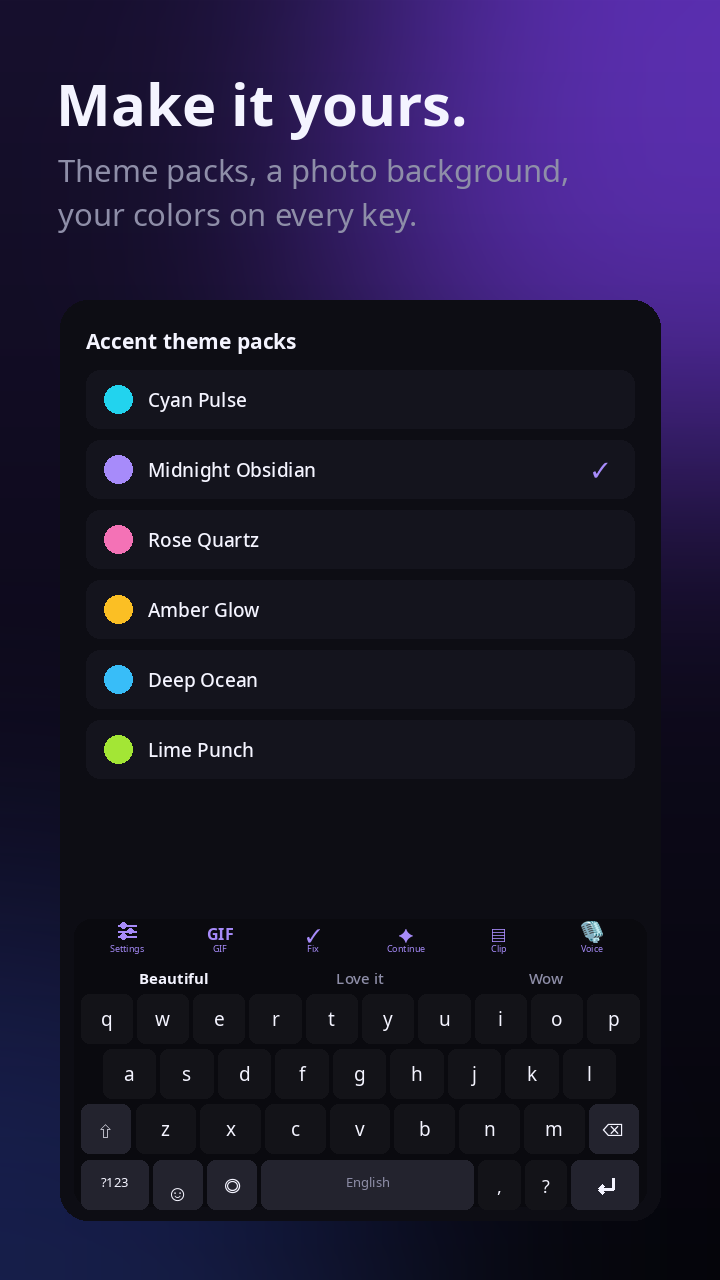 Make it yours.
Theme packs, a photo background,
your colors on every key.
Accent theme packs
Cyan Pulse
Midnight Obsidian
Rose Quartz
Amber Glow
Deep Ocean
Lime Punch
GIF
Settings GIF Fix Continue Clip Voice
Beautiful Love it Wow
q w e r t y u i o p
a s d f g h j k l
z x c v b n m
?123 English , ?